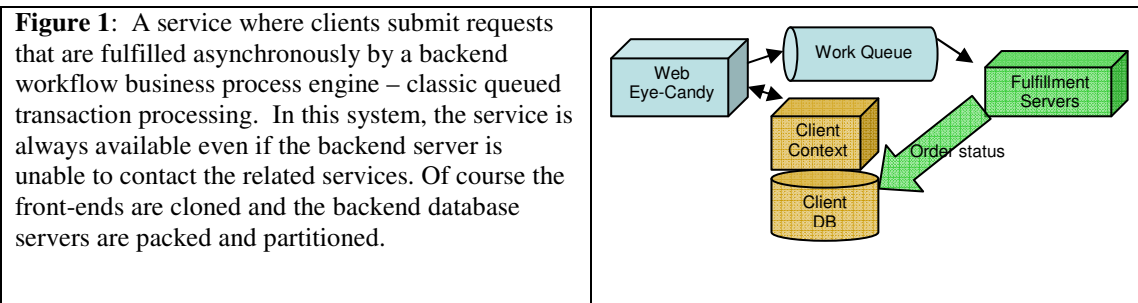 Figure 1: A service where clients submit requests
that are fulfilled asynchronously by a backend
workflow business process engine – classic queued
transaction processing. In this system, the service is
always available even if the backend server is
unable to contact the related services. Of course the
front-ends are cloned and the backend database
servers are packed and partitioned.
Web
Eye-Candy
Work Queue
Fulfillment
Servers
Client
Context
Order status
Client
DB